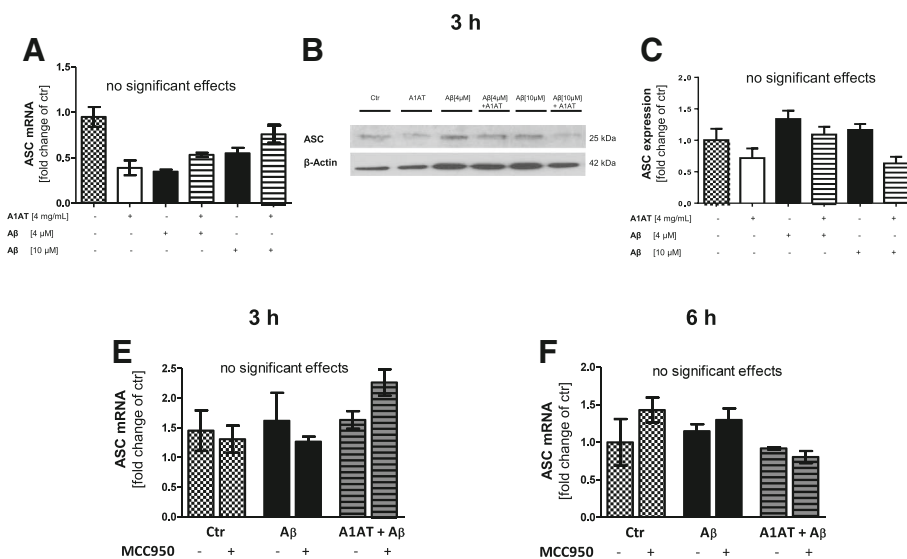 3 h
A
no significant effects
ASC mRNA
[fold change of ctr]
1.5
1.0
0.5
0.0
A1AT [4 mg/mL] - + - + - +
Aβ [4 µM] - - + + - -
Aβ [10 µM] - - - - + +
B
Ctr A1AT Aβ[4µM] Aβ[4µM] +A1AT Aβ[10µM] Aβ[10µM] + A1AT
ASC 25 kDa
β-Actin 42 kDa
C
no significant effects
ASC expression
[fold change of ctr]
2.0
1.5
1.0
0.5
0.0
A1AT [4 mg/mL] - + - + - +
Aβ [4 µM] - - + + - -
Aβ [10 µM] - - - - + +
3 h
E
no significant effects
ASC mRNA
[fold change of ctr]
2.5
2.0
1.5
1.0
0.5
0.0
Ctr Aβ A1AT + Aβ
MCC950 - + - + - +
6 h
F
no significant effects
ASC mRNA
[fold change of ctr]
2.0
1.5
1.0
0.5
0.0
Ctr Aβ A1AT + Aβ
MCC950 - + - + - +